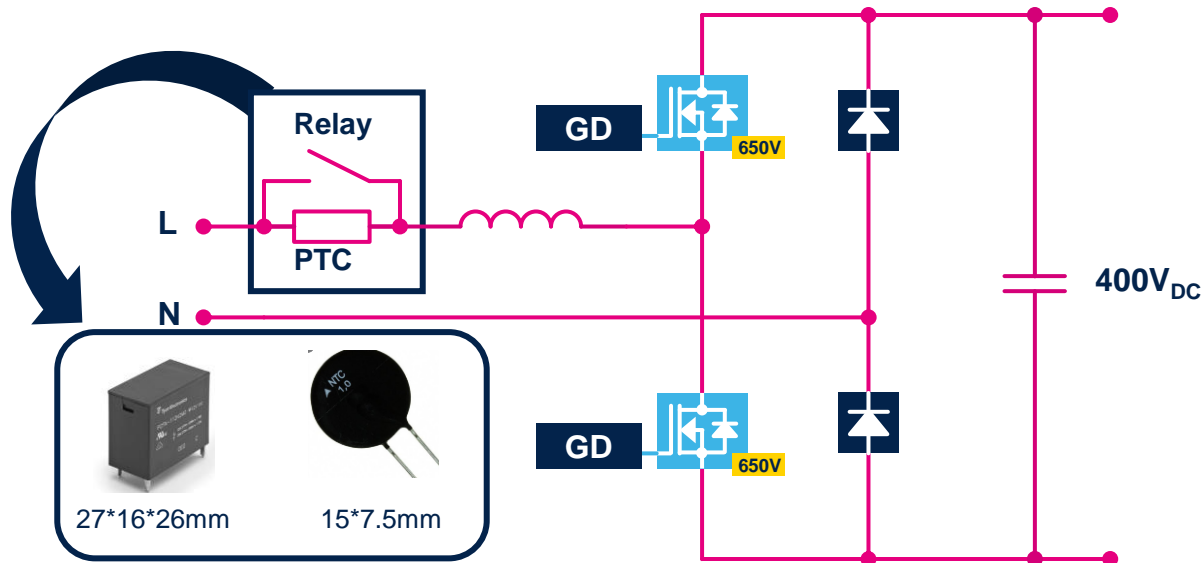 Relay
GD
650V
L
PTC
400VDC
N
NTC
1,0
GD
650V
27*16*26mm
15*7.5mm